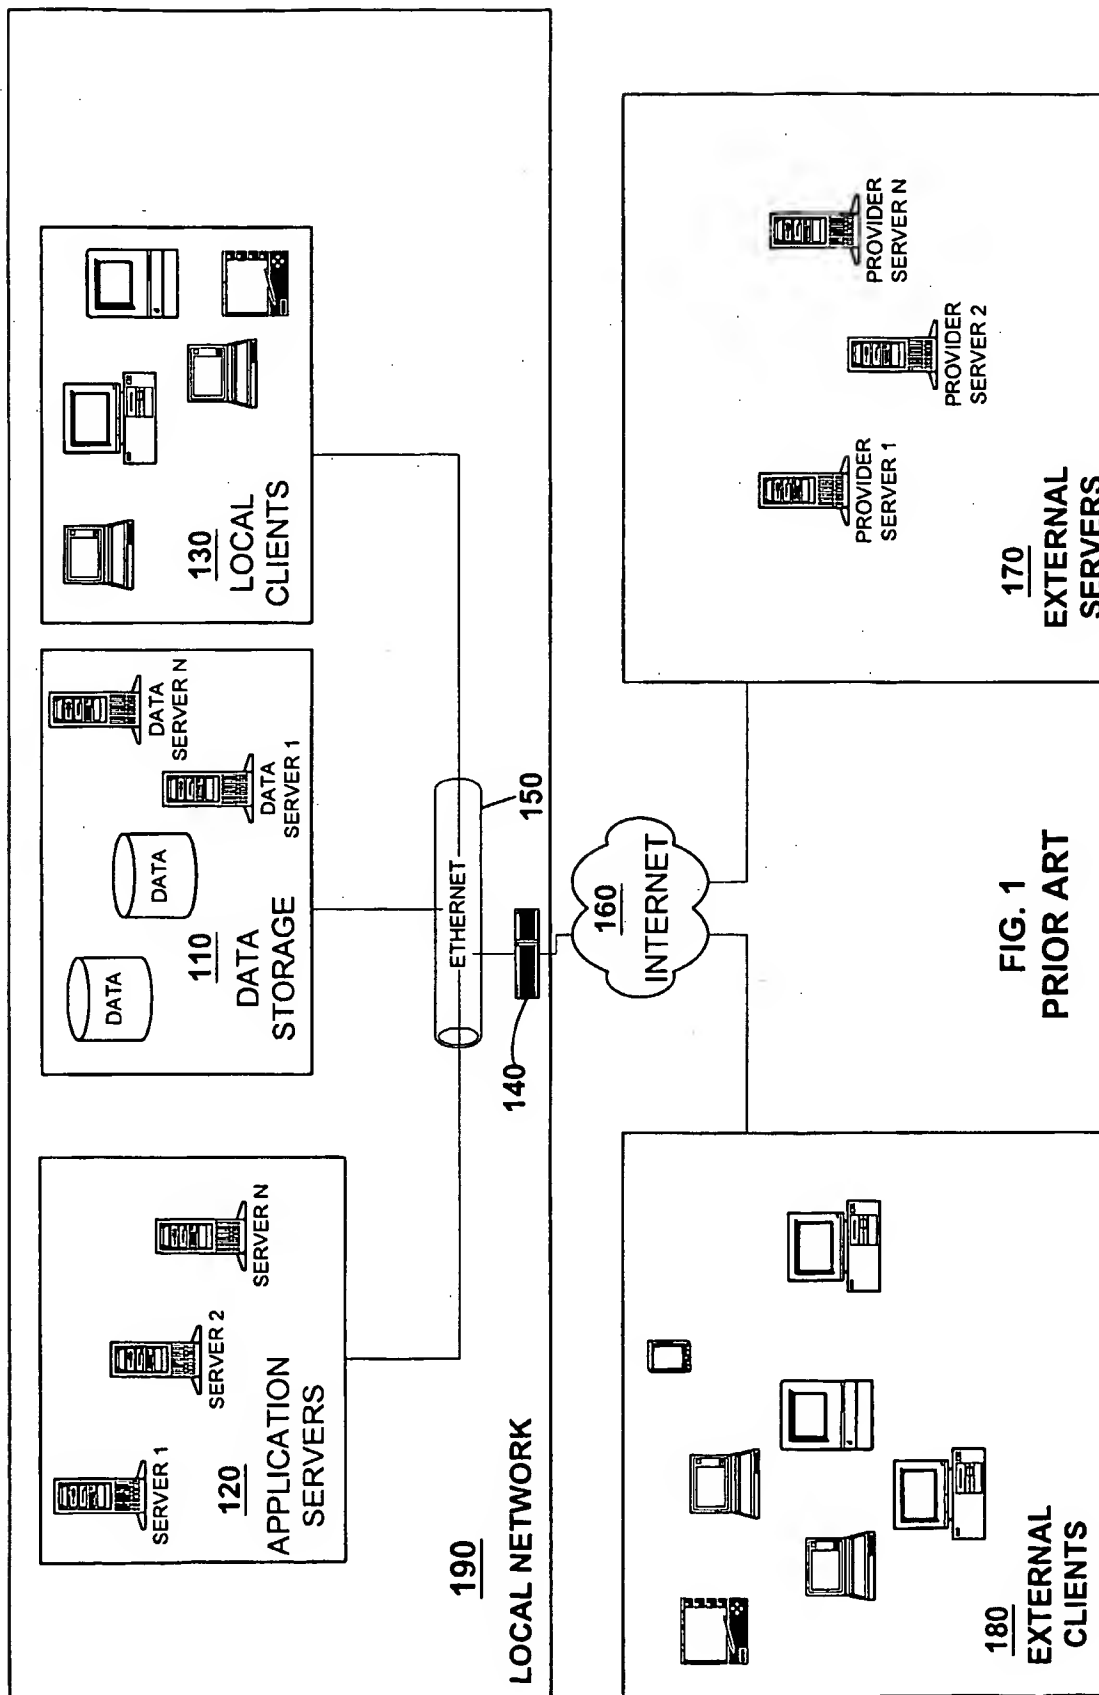 SERVER 1
SERVER 2
SERVER N
120
APPLICATION
SERVERS
DATA
DATA
DATA
SERVER 1
DATA
SERVER N
110
DATA
STORAGE
130
LOCAL
CLIENTS
ETHERNET
150
140
190
LOCAL NETWORK
160
INTERNET
180
EXTERNAL
CLIENTS
PROVIDER
SERVER 1
PROVIDER
SERVER 2
PROVIDER
SERVER N
170
EXTERNAL
SERVERS
FIG. 1
PRIOR ART